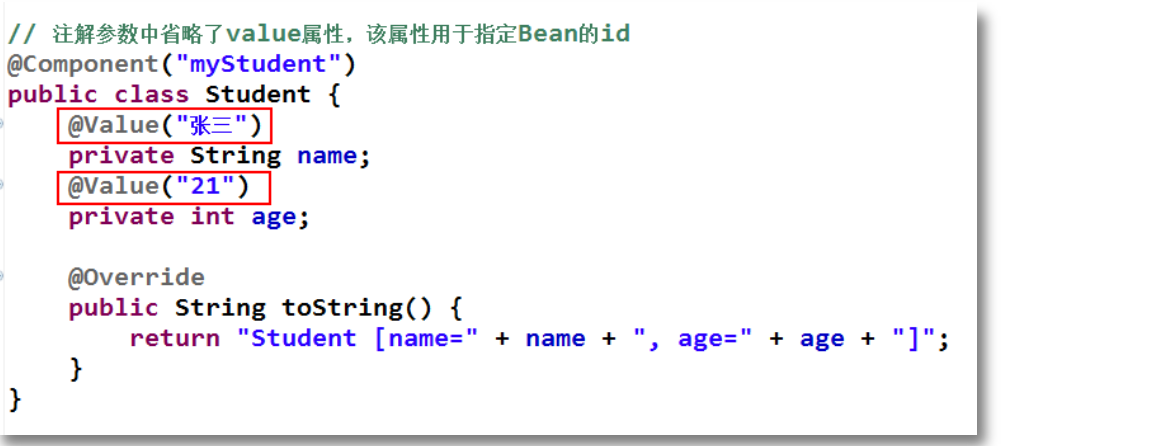 // 注解参数中省略了value属性，该属性用于指定Bean的id
@Component("myStudent")
public class Student {
    @Value("张三")
    private String name;
    @Value("21")
    private int age;
    @Override
    public String toString() {
        return "Student [name=" + name + ", age=" + age + "]";
    }
}